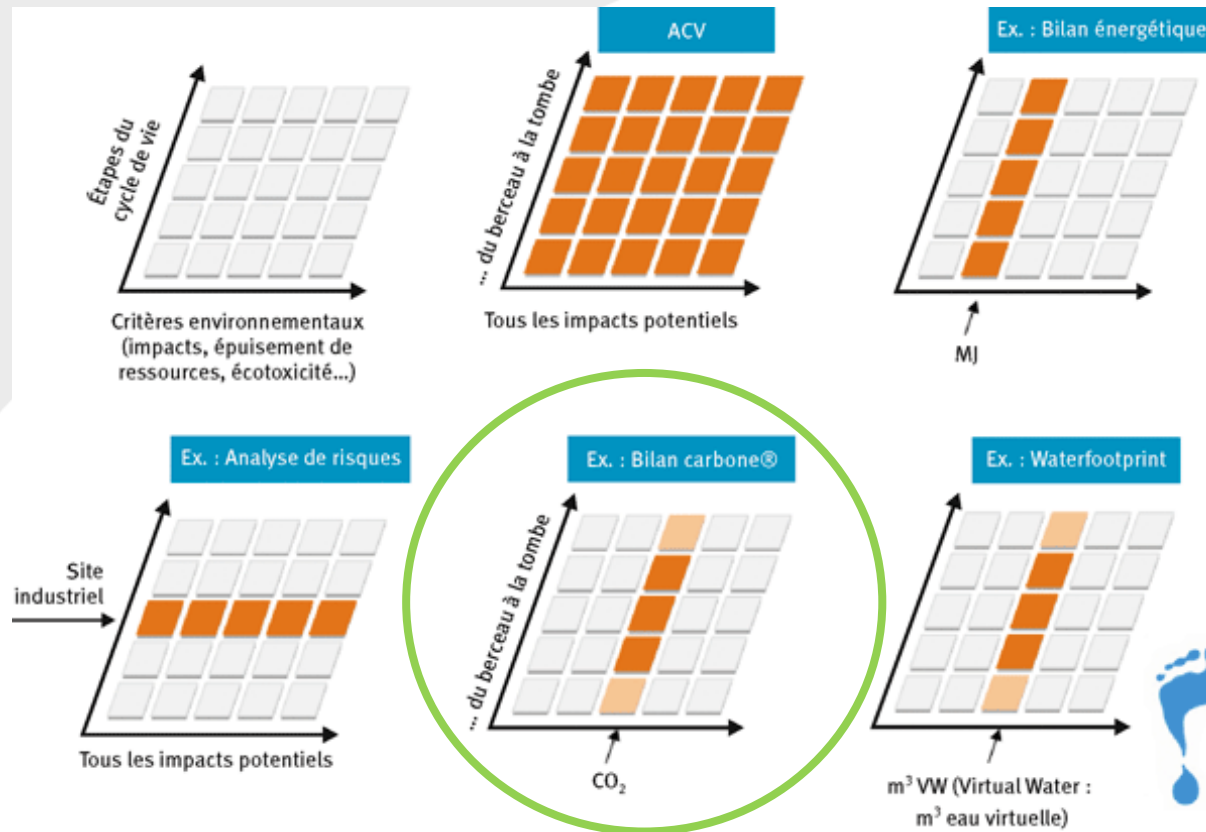 Étapes du
cycle de vie
Critères environnementaux
(impacts, épuisement de
ressources, écotoxicité...)
ACV
... du berceau à la tombe
Tous les impacts potentiels
Ex. : Bilan énergétique
MJ
Ex. : Analyse de risques
Site
industriel
Tous les impacts potentiels
Ex. : Bilan carbone®
... du berceau à la tombe
CO₂
Ex. : Waterfootprint
m³ VW (Virtual Water :
m³ eau virtuelle)